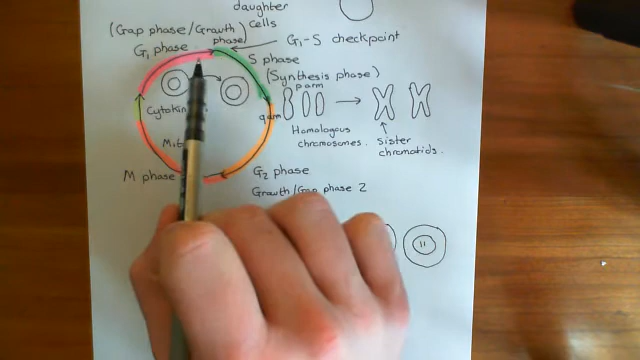 daughter
cells
(Gap phase/Growth
phase)
G₁ phase
G₁-S checkpoint
S phase
(Synthesis phase)
p arm
q arm
Homologous
chromosomes.
Sister
chromatids.
M phase
G₂ phase
Growth/Gap phase 2